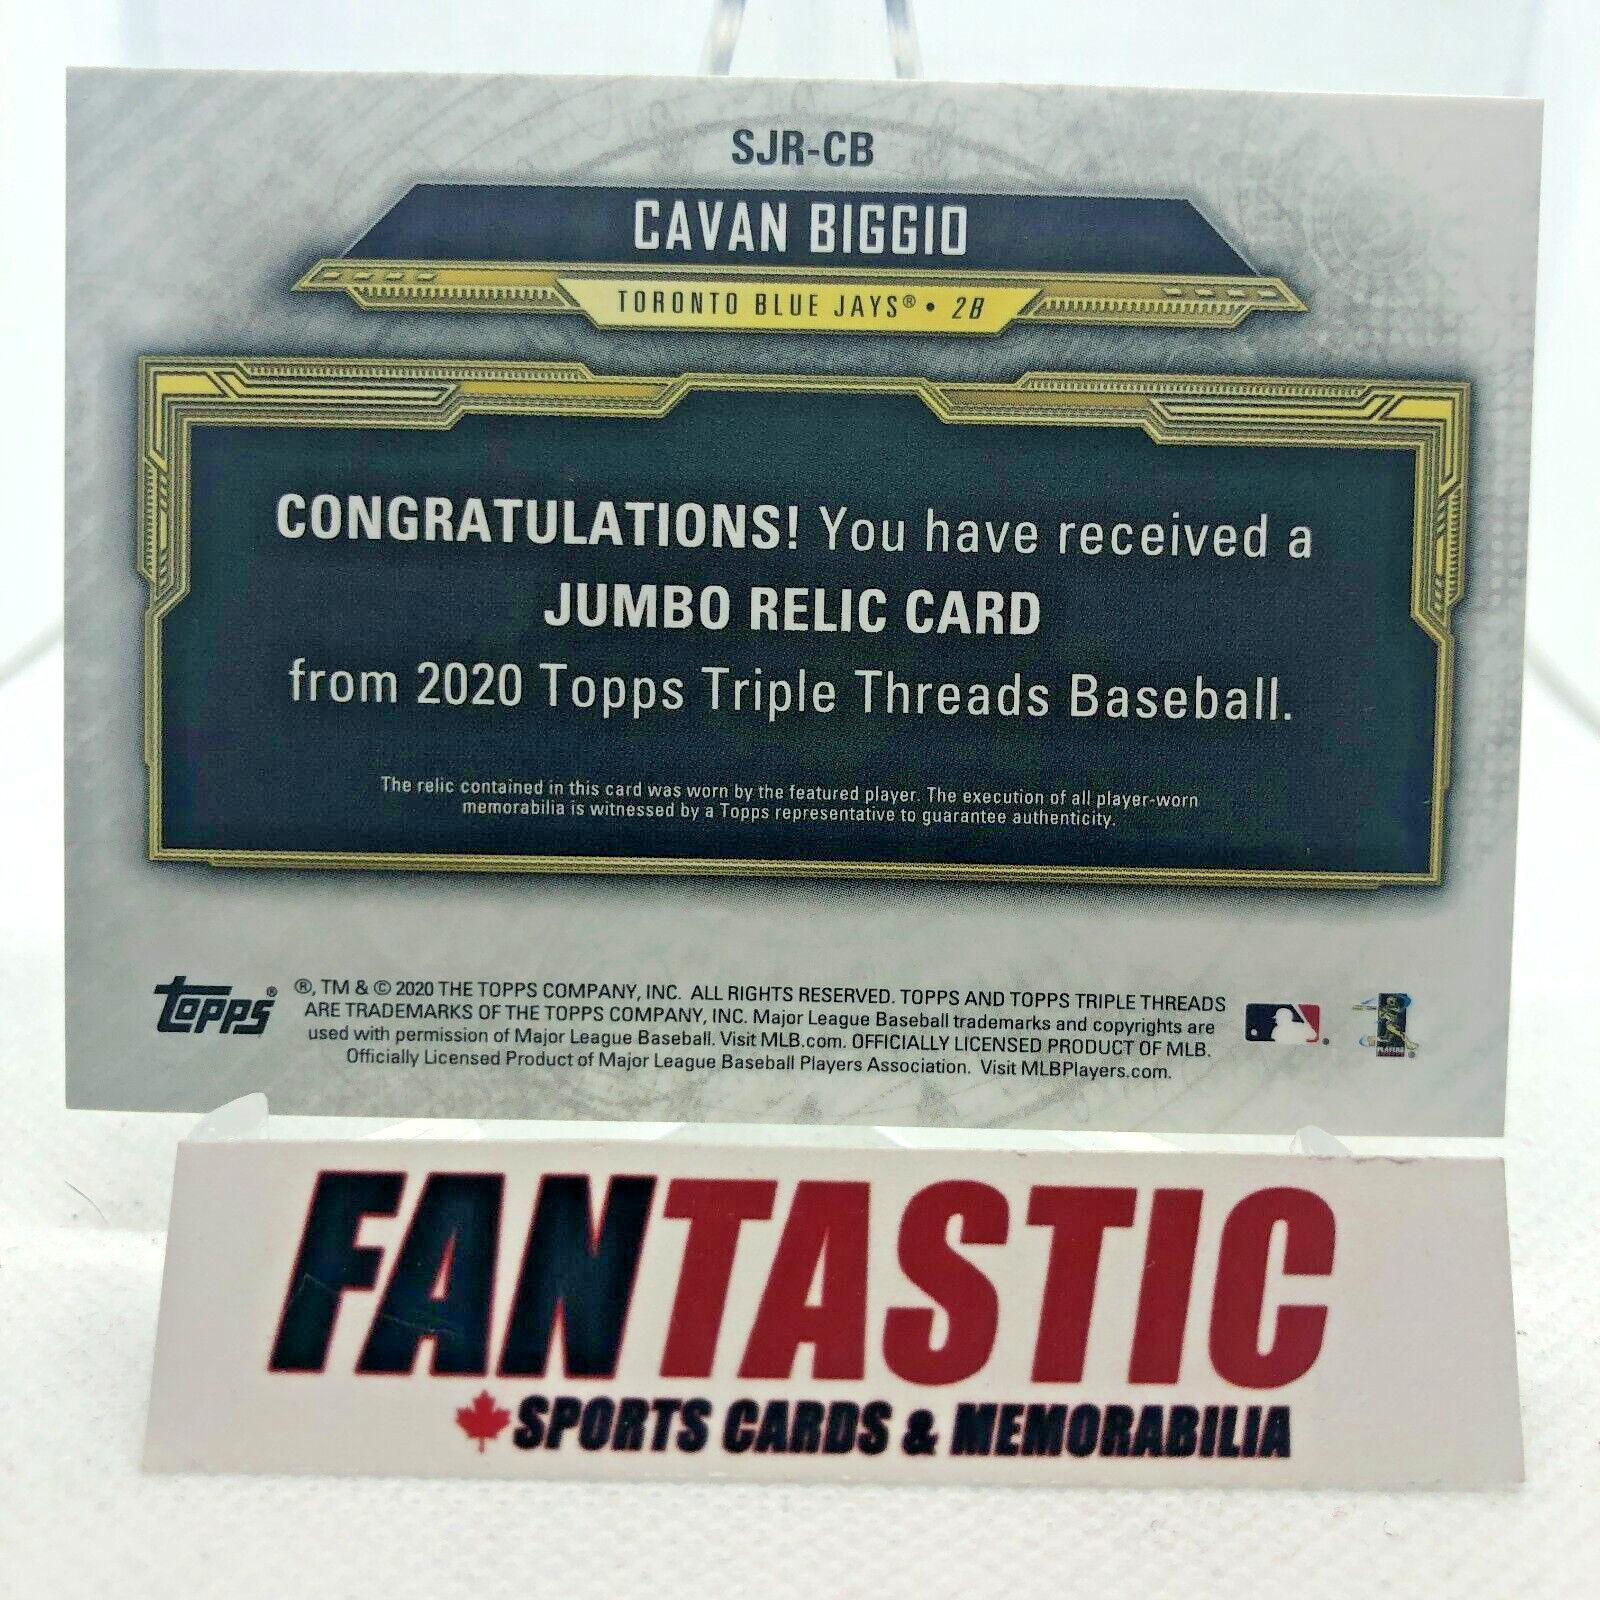 SJR-CB
CAVAN BIGGIO
TORONTO BLUE JAYS® • 2B
CONGRATULATIONS! You have received a
JUMBO RELIC CARD
from 2020 Topps Triple Threads Baseball.
The relic contained in this card was worn by the featured player. The execution of all player-worn
memorabilia is witnessed by a Topps representative to guarantee authenticity.
topps®
®, TM & © 2020 THE TOPPS COMPANY, INC. ALL RIGHTS RESERVED. TOPPS AND TOPPS TRIPLE THREADS
ARE TRADEMARKS OF THE TOPPS COMPANY, INC. Major League Baseball trademarks and copyrights are
used with permission of Major League Baseball. Visit MLB.com. OFFICIALLY LICENSED PRODUCT OF MLB.
Officially Licensed Product of Major League Baseball Players Association. Visit MLBPlayers.com.
PLAYERS
FANTASTIC
SPORTS CARDS & MEMORABILIA